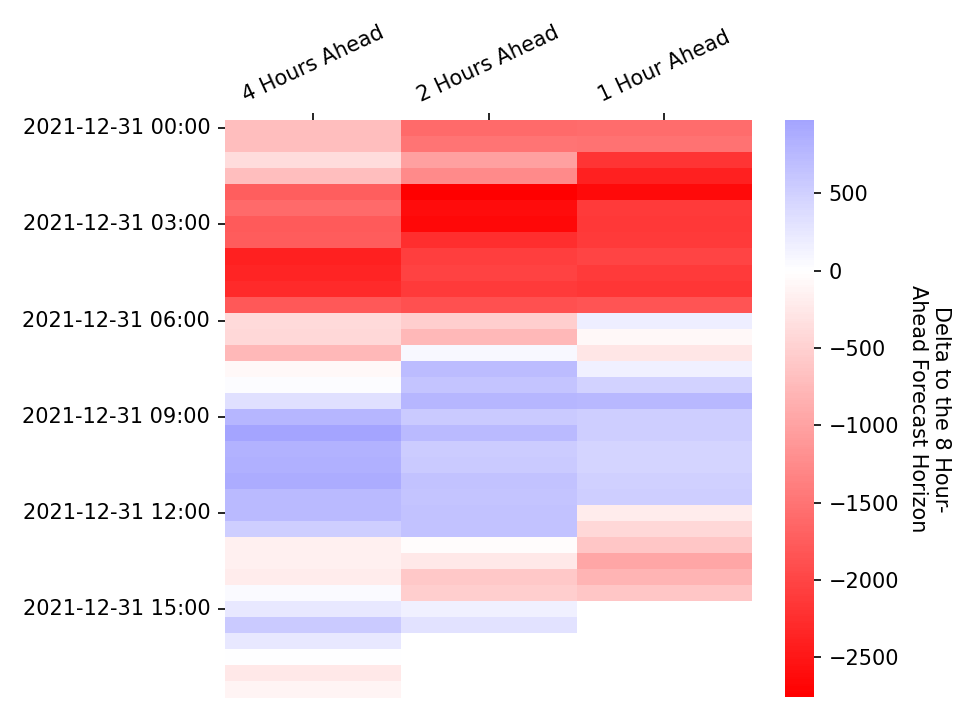 4 Hours Ahead
2 Hours Ahead
1 Hour Ahead
2021-12-31 00:00
2021-12-31 03:00
2021-12-31 06:00
2021-12-31 09:00
2021-12-31 12:00
2021-12-31 15:00
500
0
−500
−1000
−1500
−2000
−2500
Delta to the 8 Hour-
Ahead Forecast Horizon